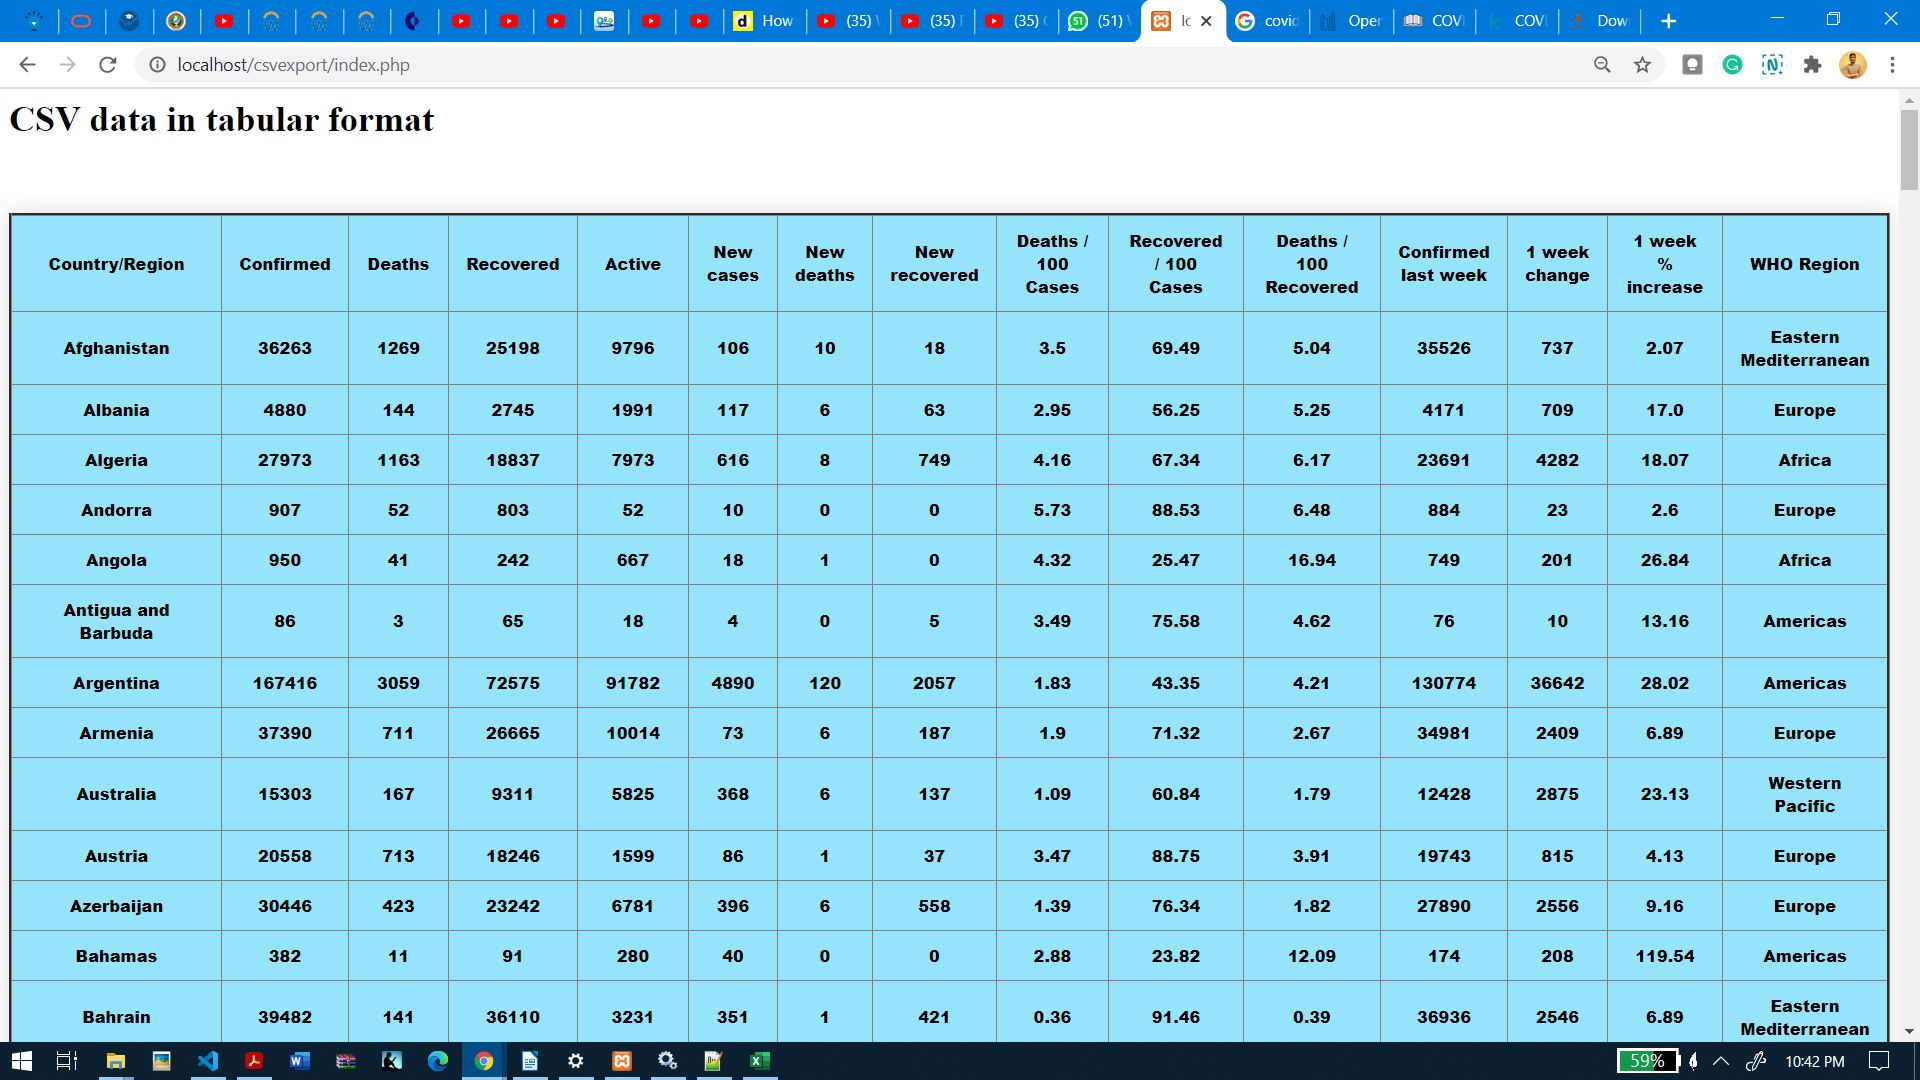 How
(35)
(35)
(35)
(51)
covid
Oper
COVI
COVI
Dow
localhost/csvexport/index.php
CSV data in tabular format
Country/Region Confirmed Deaths Recovered Active New cases New deaths New recovered Deaths / 100 Cases Recovered / 100 Cases Deaths / 100 Recovered Confirmed last week 1 week change 1 week % increase WHO Region
Afghanistan 36263 1269 25198 9796 106 10 18 3.5 69.49 5.04 35526 737 2.07 Eastern Mediterranean
Albania 4880 144 2745 1991 117 6 63 2.95 56.25 5.25 4171 709 17.0 Europe
Algeria 27973 1163 18837 7973 616 8 749 4.16 67.34 6.17 23691 4282 18.07 Africa
Andorra 907 52 803 52 10 0 0 5.73 88.53 6.48 884 23 2.6 Europe
Angola 950 41 242 667 18 1 0 4.32 25.47 16.94 749 201 26.84 Africa
Antigua and Barbuda 86 3 65 18 4 0 5 3.49 75.58 4.62 76 10 13.16 Americas
Argentina 167416 3059 72575 91782 4890 120 2057 1.83 43.35 4.21 130774 36642 28.02 Americas
Armenia 37390 711 26665 10014 73 6 187 1.9 71.32 2.67 34981 2409 6.89 Europe
Australia 15303 167 9311 5825 368 6 137 1.09 60.84 1.79 12428 2875 23.13 Western Pacific
Austria 20558 713 18246 1599 86 1 37 3.47 88.75 3.91 19743 815 4.13 Europe
Azerbaijan 30446 423 23242 6781 396 6 558 1.39 76.34 1.82 27890 2556 9.16 Europe
Bahamas 382 11 91 280 40 0 0 2.88 23.82 12.09 174 208 119.54 Americas
Bahrain 39482 141 36110 3231 351 1 421 0.36 91.46 0.39 36936 2546 6.89 Eastern Mediterranean
59%
10:42 PM